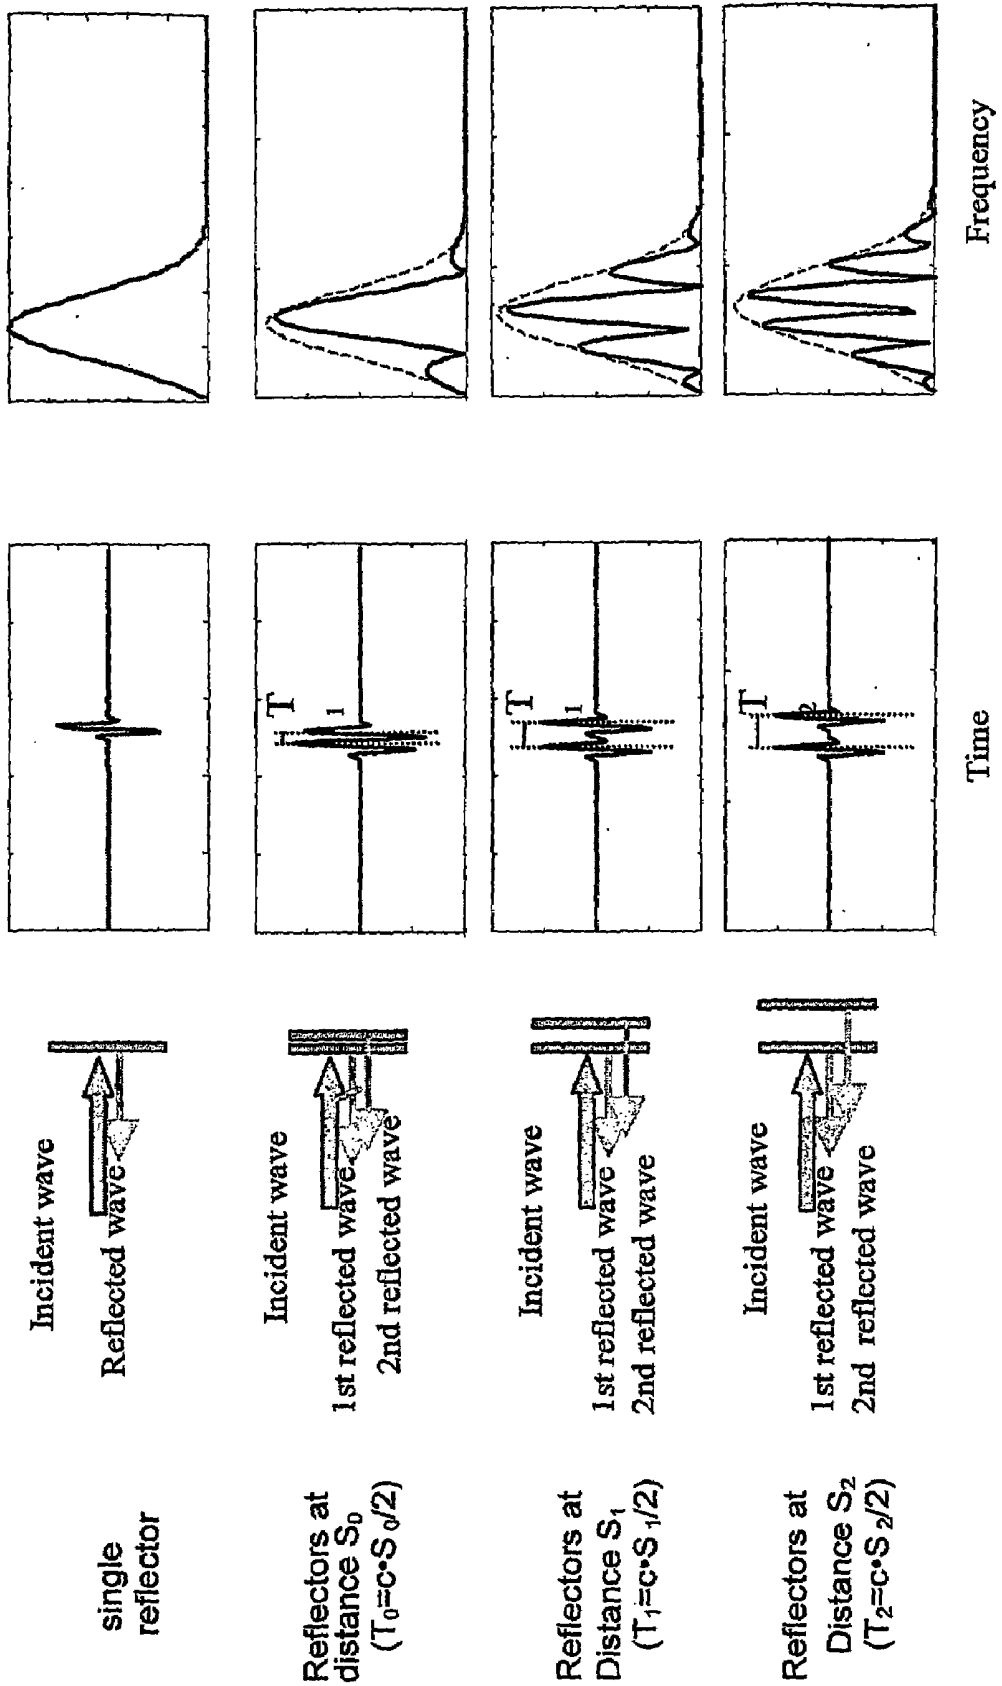 single
reflector
Incident wave
Reflected wave
Reflectors at
distance S₀
(T₀=c•S₀/2)
Incident wave
1st reflected wave
2nd reflected wave
T
1
Reflectors at
Distance S₁
(T₁=c•S₁/2)
Incident wave
1st reflected wave
2nd reflected wave
T
1
Reflectors at
Distance S₂
(T₂=c•S₂/2)
Incident wave
1st reflected wave
2nd reflected wave
T
2
Time
Frequency